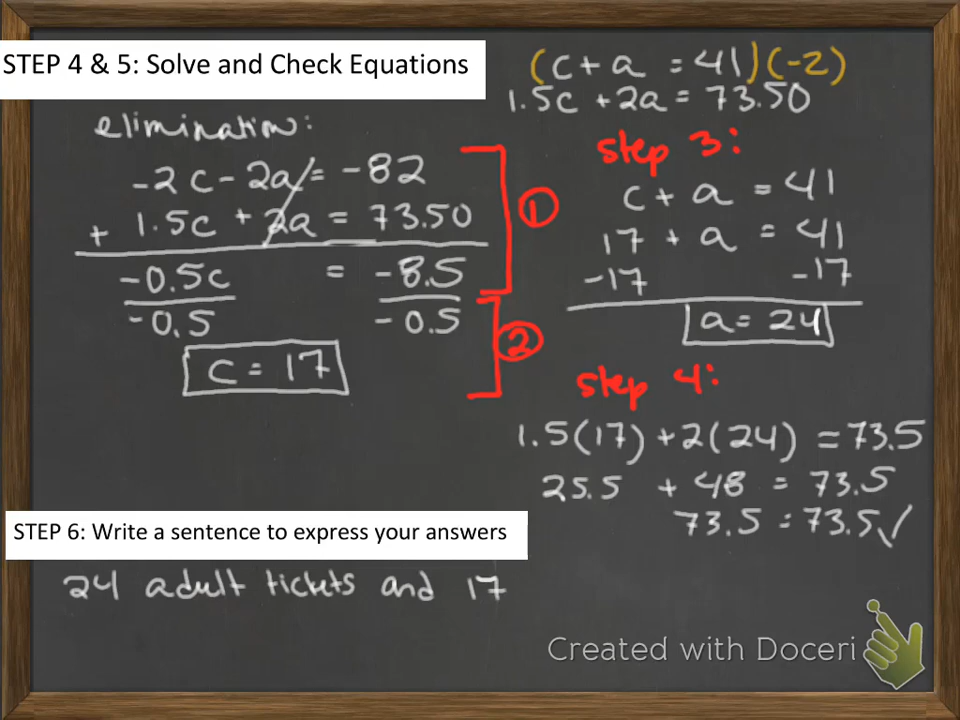 STEP 4 & 5: Solve and Check Equations
(c + a = 41)(-2)
1.5c + 2a = 73.50
elimination:
-2c - 2a = -82
+ 1.5c + 2a = 73.50
-0.5c = -8.5
-0.5 -0.5
c = 17
①
②
step 3:
c + a = 41
17 + a = 41
-17 -17
a = 24
step 4:
1.5(17) + 2(24) = 73.5
25.5 + 48 = 73.5
73.5 = 73.5 ✓
STEP 6: Write a sentence to express your answers
24 adult tickets and 17
Created with Doceri